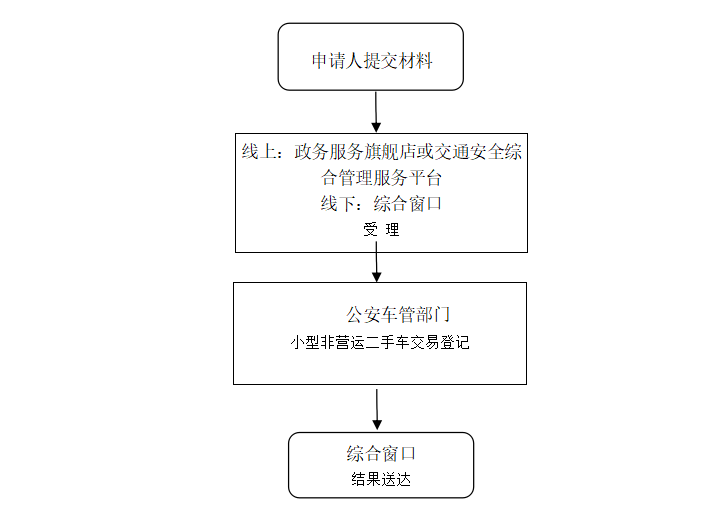 申请人提交材料
线上：政务服务旗舰店或交通安全综
合管理服务平台
线下：综合窗口
受 理
公安车管部门
小型非营运二手车交易登记
综合窗口
结果送达